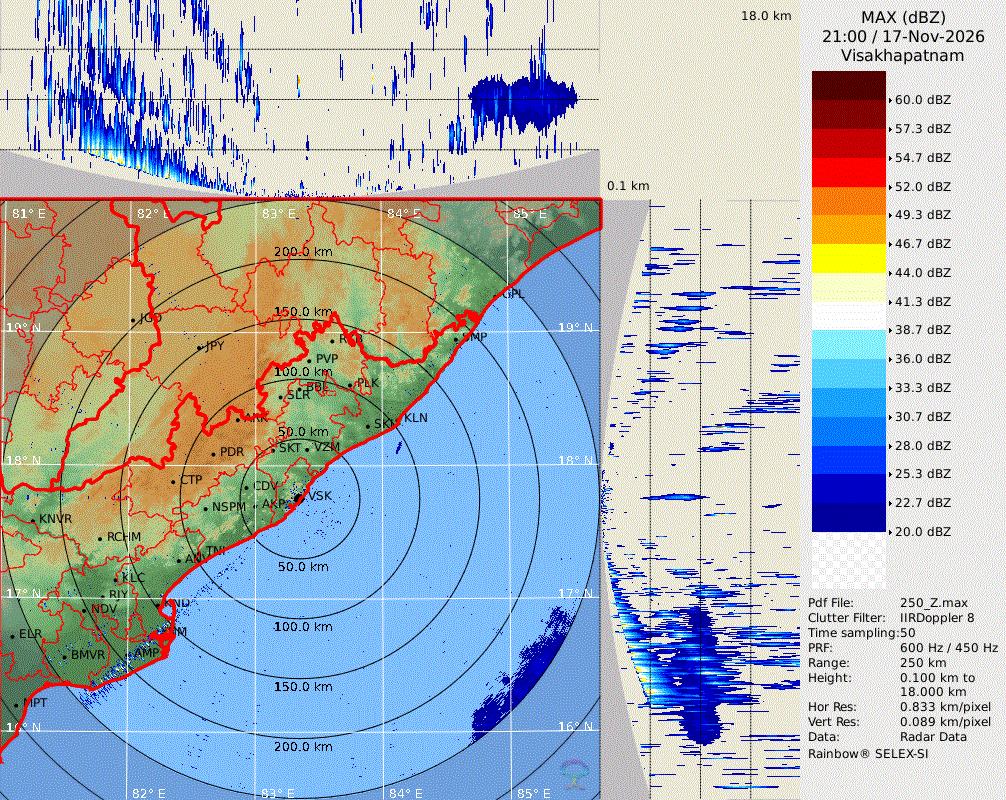 18.0 km
0.1 km
MAX (dBZ)
21:00 / 17-Nov-2026
Visakhapatnam
60.0 dBZ
57.3 dBZ
54.7 dBZ
52.0 dBZ
49.3 dBZ
46.7 dBZ
44.0 dBZ
41.3 dBZ
38.7 dBZ
36.0 dBZ
33.3 dBZ
30.7 dBZ
28.0 dBZ
25.3 dBZ
22.7 dBZ
20.0 dBZ
Pdf File: 250_Z.max
Clutter Filter: IIRDoppler 8
Time sampling:50
PRF: 600 Hz / 450 Hz
Range: 250 km
Height: 0.100 km to
18.000 km
Hor Res: 0.833 km/pixel
Vert Res: 0.089 km/pixel
Data: Radar Data
Rainbow® SELEX-SI
81° E 82° E 83° E 84° E 85° E
200.0 km
GPL
150.0 km
JGD
19° N 19° N
JPY
SMP
PVP
100.0 km
BBL PLK
SLR
KLN
50.0 km
SKT VZM
PDR
18° N 18° N
CTP
CDV
VSK
NSPM AKP
KNVR
RCHM
TNI
50.0 km
KLC
17° N 17° N
RJY
NDV
100.0 km
ELR
AMP
BMVR
150.0 km
MPT
16° N 16° N
200.0 km
82° E 83° E 84° E 85° E